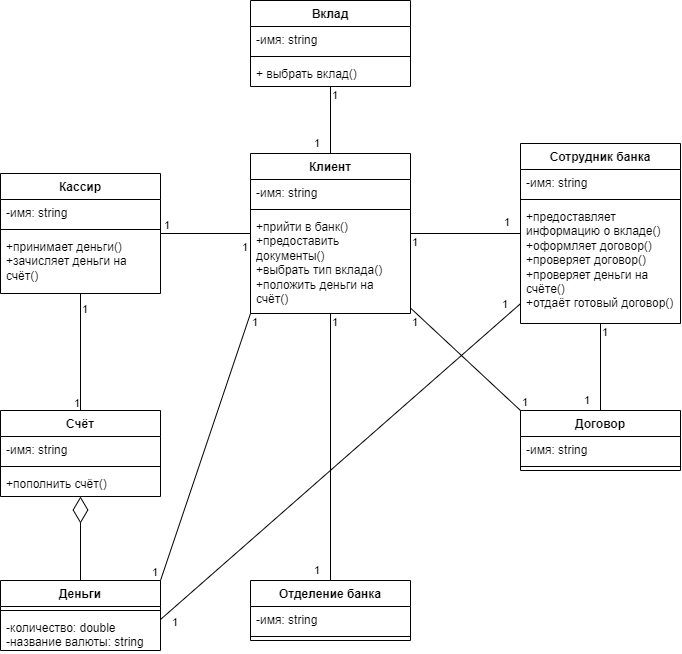 Вклад
-имя: string
+ выбрать вклад()
1
1
Клиент
-имя: string
+прийти в банк()
+предоставить
документы()
+выбрать тип вклада()
+положить деньги на
счёт()
Сотрудник банка
-имя: string
+предоставляет
информацию о вкладе()
+оформляет договор()
+проверяет договор()
+проверяет деньги на
счёте()
+отдаёт готовый договор()
Кассир
-имя: string
+принимает деньги()
+зачисляет деньги на
счёт()
1
1
1
1
1
1
1
1
1
1
1
1
1
1
Счёт
-имя: string
+пополнить счёт()
Договор
-имя: string
1
1
1
1
Деньги
-количество: double
-название валюты: string
Отделение банка
-имя: string